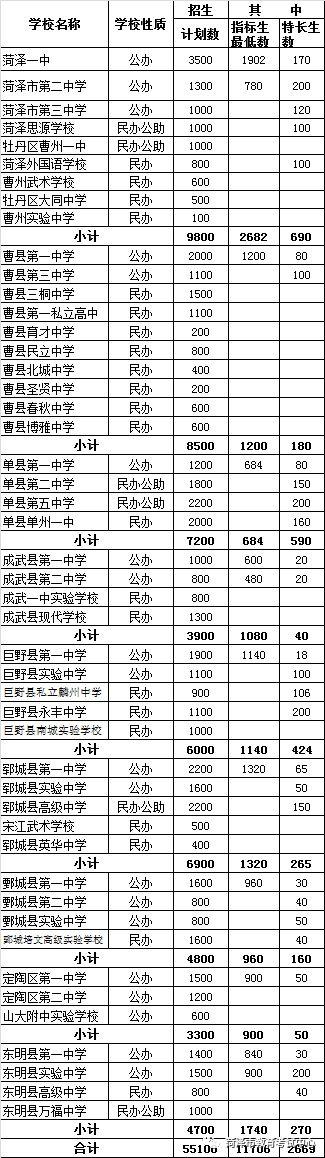 学校名称 学校性质 招生计划数 其中
指标生最低数 特长生数
菏泽一中 公办 3500 1902 170
菏泽市第二中学 公办 1300 780 200
菏泽市第三中学 公办 1000 120
菏泽思源学校 民办公助 1000 100
牡丹区曹州一中 民办公助 1000
菏泽外国语学校 民办 800 100
曹州武术学校 民办 600
牡丹区大同中学 民办 500
曹州实验中学 民办 100
小计 9800 2682 690
曹县第一中学 公办 2000 1200 80
曹县第三中学 公办 1100 100
曹县三桐中学 民办 1500
曹县第一私立高中 民办 1100
曹县育才中学 民办 200
曹县民立中学 民办 800
曹县北城中学 民办 400
曹县圣贤中学 民办 200
曹县春秋中学 民办 600
曹县博雅中学 民办 600
小计 8500 1200 180
单县第一中学 公办 1200 684 80
单县第二中学 民办公助 1800 150
单县第五中学 民办公助 2200 200
单县单州一中 民办 2000 160
小计 7200 684 590
成武县第一中学 公办 1000 600 20
成武县第二中学 公办 800 480 20
成武一中实验学校 民办 800
成武县现代学校 民办 1300
小计 3900 1080 40
巨野县第一中学 公办 1900 1140 18
巨野县实验中学 公办 1100 100
巨野县私立麟州中学 民办 900 106
巨野县永丰中学 民办 1100 200
巨野县南城实验学校 民办 1000
小计 6000 1140 424
郓城县第一中学 公办 2200 1320 65
郓城县实验中学 公办 1600 50
郓城县高级中学 民办公助 2200 150
宋江武术学校 民办 500
郓城县英华中学 民办 400
小计 6900 1320 265
鄄城县第一中学 公办 1600 960 30
鄄城县第二中学 公办 800 40
鄄城县实验中学 公办 800 50
鄄城培文高级实验学校 民办 1600 40
小计 4800 960 160
定陶区第一中学 公办 1500 900 50
定陶区第二中学 公办 1200
山大附中实验学校 公办 600
小计 3300 900 50
东明县第一中学 公办 1400 840 30
东明县实验中学 公办 1500 900 200
东明县高级中学 民办 800 40
东明县万福中学 民办公助 1000
小计 4700 1740 270
合计 55100 11706 2669
菏泽市教育考试中心